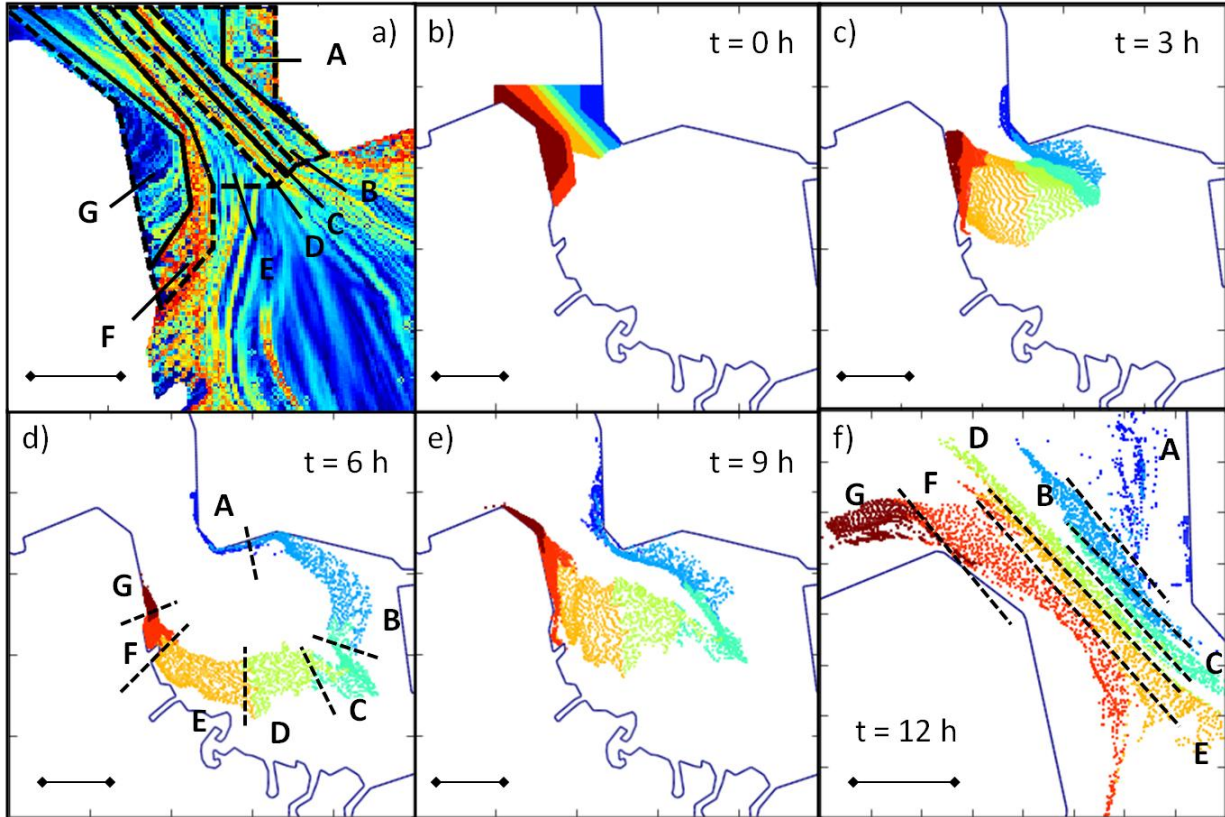 a)
A
B
C
D
E
F
G
b)
t = 0 h
c)
t = 3 h
d)
t = 6 h
A
B
C
D
E
F
G
e)
t = 9 h
f)
D
A
B
F
G
C
E
t = 12 h